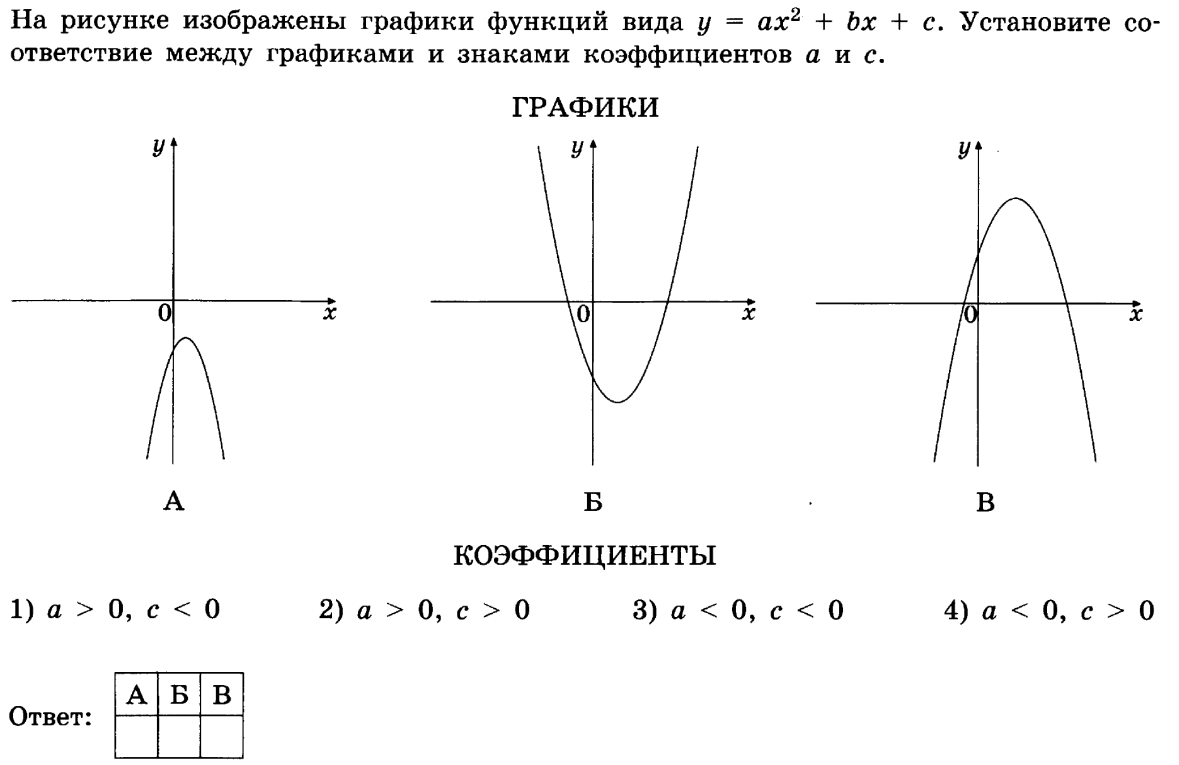 На рисунке изображены графики функций вида y = ax² + bx + c. Установите со-
ответствие между графиками и знаками коэффициентов a и c.
ГРАФИКИ
y
0
x
А
y
0
x
Б
y
0
x
В
КОЭФФИЦИЕНТЫ
1) a > 0, c < 0 2) a > 0, c > 0 3) a < 0, c < 0 4) a < 0, c > 0
Ответ:
А Б В